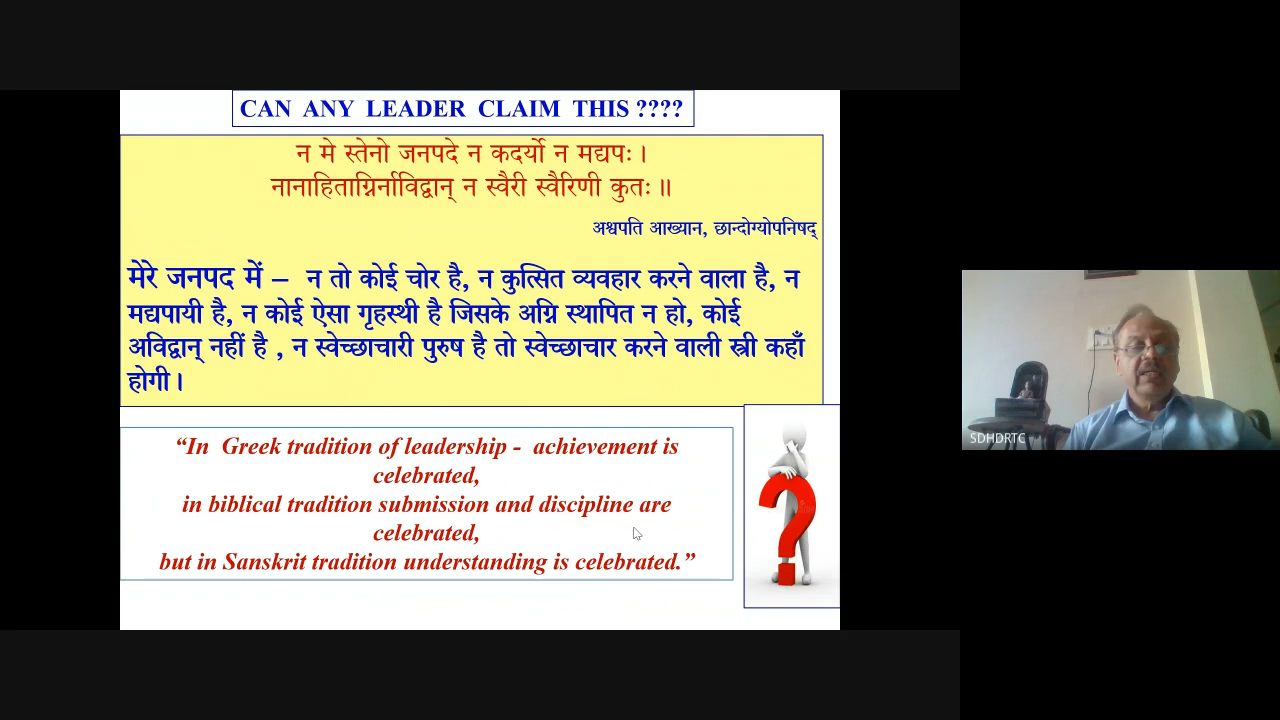 CAN ANY LEADER CLAIM THIS ????
न मे स्तेनो जनपदे न कदर्यो न मद्यपः ।
नानाहिताग्निर्नाविद्वान् न स्वैरी स्वैरिणी कुतः ॥
अश्वपति आख्यान, छान्दोग्योपनिषद्
मेरे जनपद में – न तो कोई चोर है, न कुत्सित व्यवहार करने वाला है, न
मद्यपायी है, न कोई ऐसा गृहस्थी है जिसके अग्नि स्थापित न हो, कोई
अविद्वान् नहीं है , न स्वेच्छाचारी पुरुष है तो स्वेच्छाचार करने वाली स्त्री कहाँ
होगी ।
“In Greek tradition of leadership - achievement is
celebrated,
in biblical tradition submission and discipline are
celebrated,
but in Sanskrit tradition understanding is celebrated.”
SDHDRTC